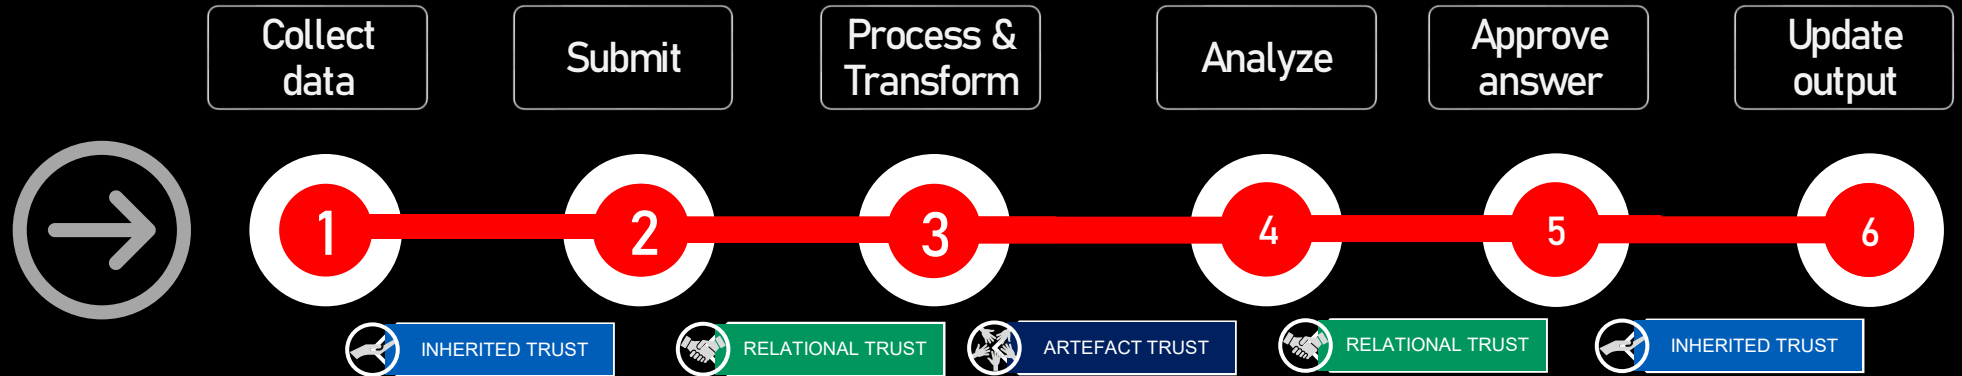 Collect
data
Submit
Process &
Transform
Analyze
Approve
answer
Update
output
1
2
3
4
5
6
INHERITED TRUST
RELATIONAL TRUST
ARTEFACT TRUST
RELATIONAL TRUST
INHERITED TRUST